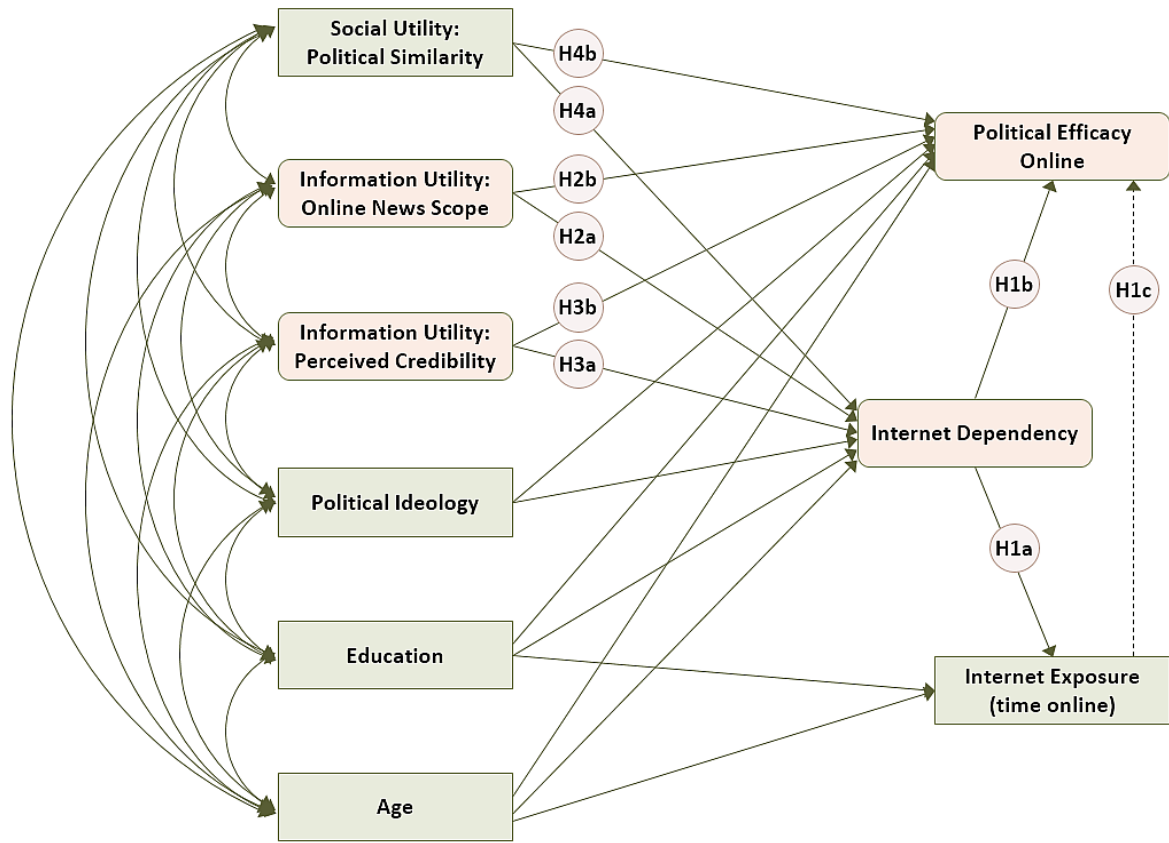 Social Utility:
Political Similarity
H4b
H4a
Political Efficacy
Online
Information Utility:
Online News Scope
H2b
H2a
H1b
H1c
Information Utility:
Perceived Credibility
H3b
H3a
Internet Dependency
Political Ideology
H1a
Education
Internet Exposure
(time online)
Age